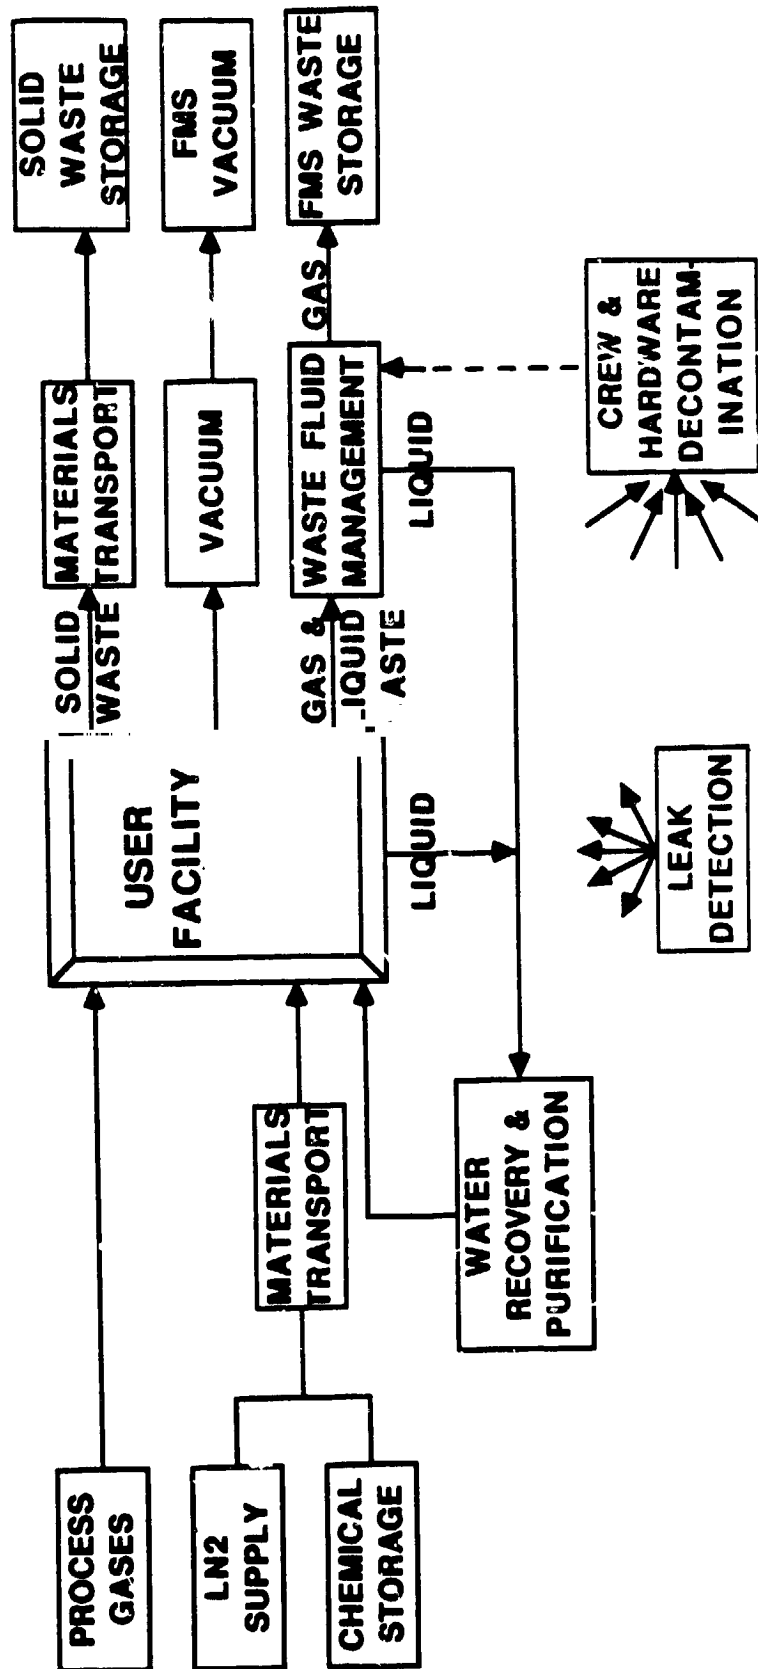 PROCESS
GASES
LN2
SUPPLY
CHEMICAL
STORAGE
MATERIALS
TRANSPORT
WATER
RECOVERY &
PURIFICATION
USER
FACILITY
LIQUID
LEAK
DETECTION
SOLID
WASTE
MATERIALS
TRANSPORT
SOLID
WASTE
STORAGE
VACUUM
FMS
VACUUM
GAS &
IQUID
ASTE
WASTE FLUID
MANAGEMENT
LIQUID
GAS
FMS WASTE
STORAGE
CREW &
HARDWARE
DECONTAM-
INATION